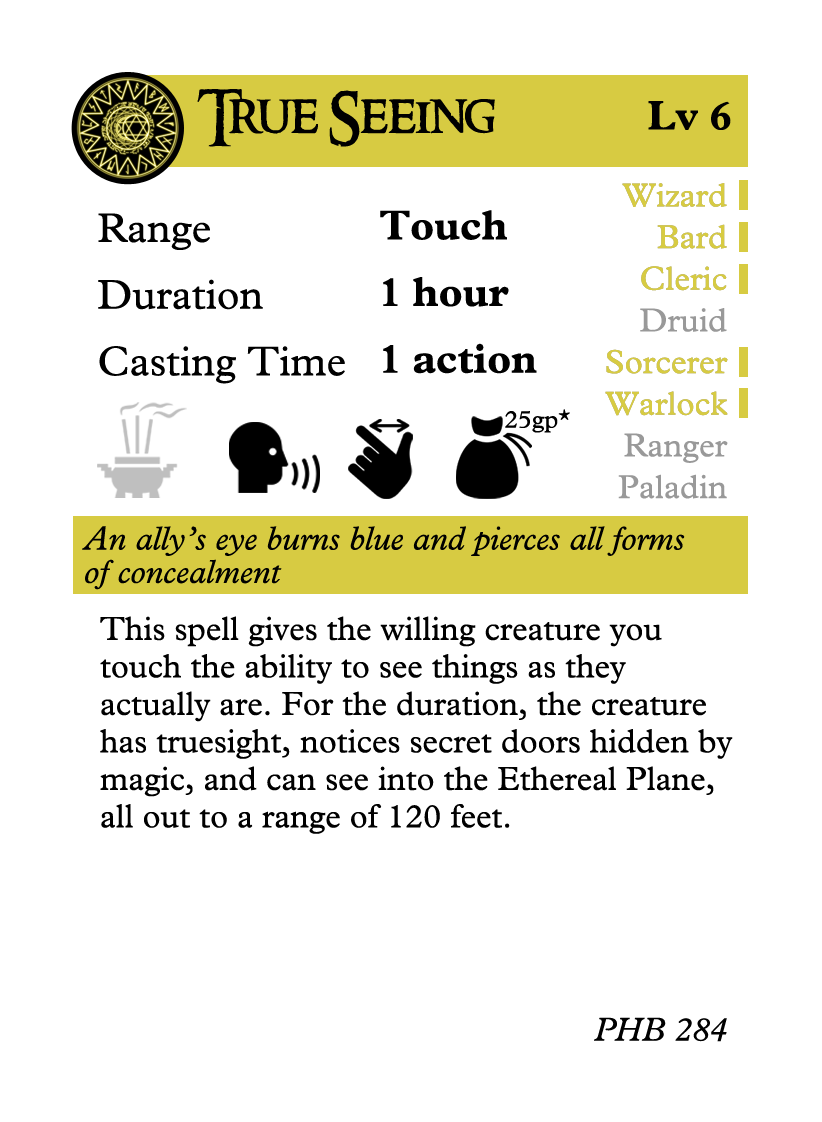 True Seeing
Lv 6
Range Touch
Duration 1 hour
Casting Time 1 action
Wizard
Bard
Cleric
Druid
Sorcerer
Warlock
Ranger
Paladin
25gp★
An ally's eye burns blue and pierces all forms
of concealment
This spell gives the willing creature you
touch the ability to see things as they
actually are. For the duration, the creature
has truesight, notices secret doors hidden by
magic, and can see into the Ethereal Plane,
all out to a range of 120 feet.
PHB 284